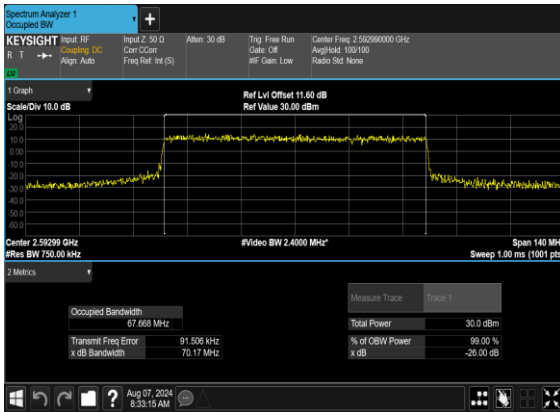 Spectrum Analyzer 1
Occupied BW
KEYSIGHT
R T
LXI
Input: RF
Coupling: DC
Align: Auto
Input Z: 50 Ω
Corr CCorr
Freq Ref: Int (S)
Atten: 30 dB
Trig: Free Run
Gate: Off
#IF Gain: Low
Center Freq: 2.592990000 GHz
Avg|Hold: 100/100
Radio Std: None
1 Graph
Scale/Div 10.0 dB
Ref Lvl Offset 11.60 dB
Ref Value 30.00 dBm
Log
20.0
10.0
0.00
-10.0
-20.0
-30.0
-40.0
-50.0
-60.0
Center 2.59299 GHz
#Res BW 750.00 kHz
#Video BW 2.4000 MHz*
Span 140 MH
Sweep 1.00 ms (1001 pts
2 Metrics
Measure Trace
Trace 1
Occupied Bandwidth
67.668 MHz
Total Power
30.0 dBm
Transmit Freq Error
91.506 kHz
% of OBW Power
99.00 %
x dB Bandwidth
70.17 MHz
x dB
-26.00 dB
Aug 07, 2024
8:33:15 AM